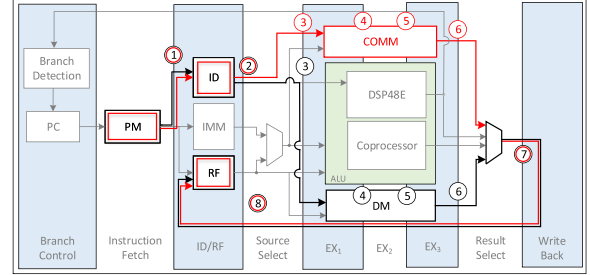 3
4
5
6
COMM
Branch
Detection
1
ID
2
3
DSP48E
PC
PM
IMM
Coprocessor
7
RF
ALU
8
4
5
6
DM
Branch
Control
Instruction
Fetch
ID/RF
Source
Select
EX1
EX2
EX3
Result
Select
Write
Back